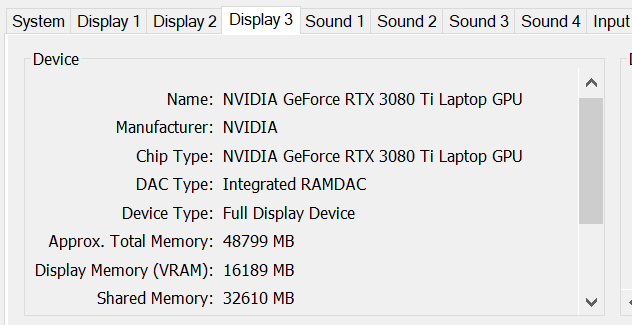 System Display 1 Display 2 Display 3 Sound 1 Sound 2 Sound 3 Sound 4 Input
Device
Name: NVIDIA GeForce RTX 3080 Ti Laptop GPU
Manufacturer: NVIDIA
Chip Type: NVIDIA GeForce RTX 3080 Ti Laptop GPU
DAC Type: Integrated RAMDAC
Device Type: Full Display Device
Approx. Total Memory: 48799 MB
Display Memory (VRAM): 16189 MB
Shared Memory: 32610 MB